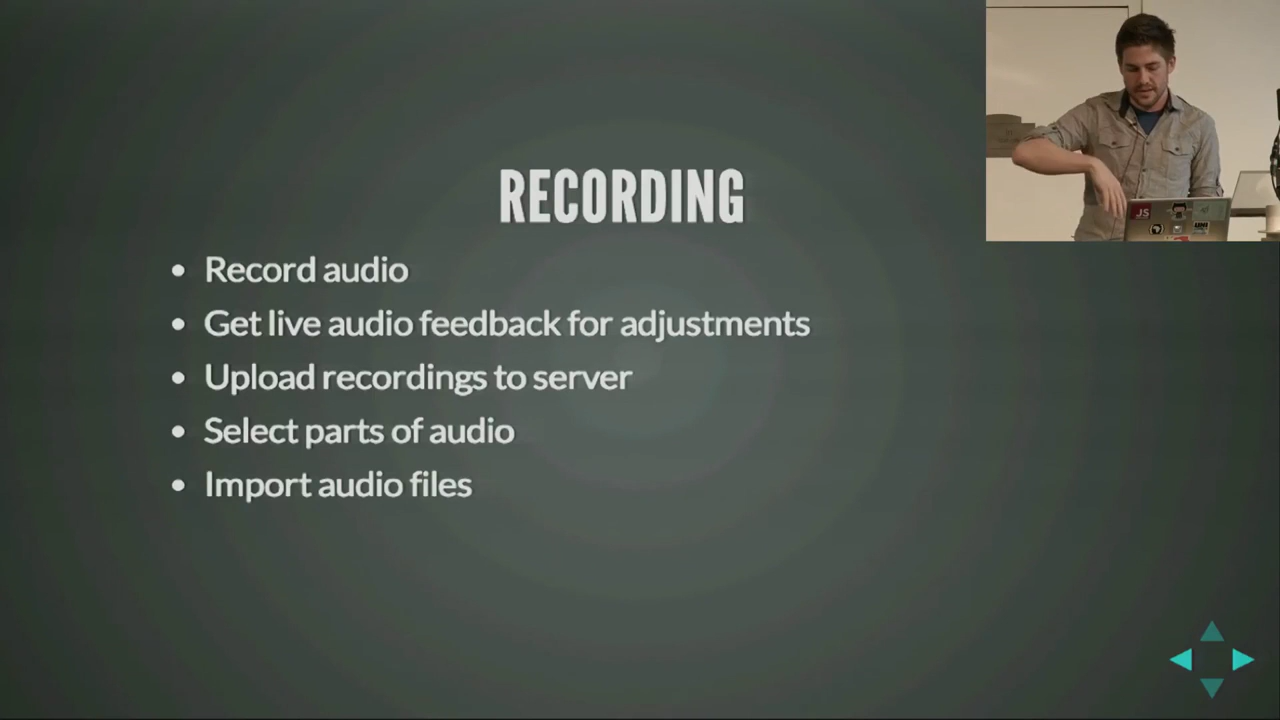 RECORDING
Record audio
Get live audio feedback for adjustments
Upload recordings to server
Select parts of audio
Import audio files
JS